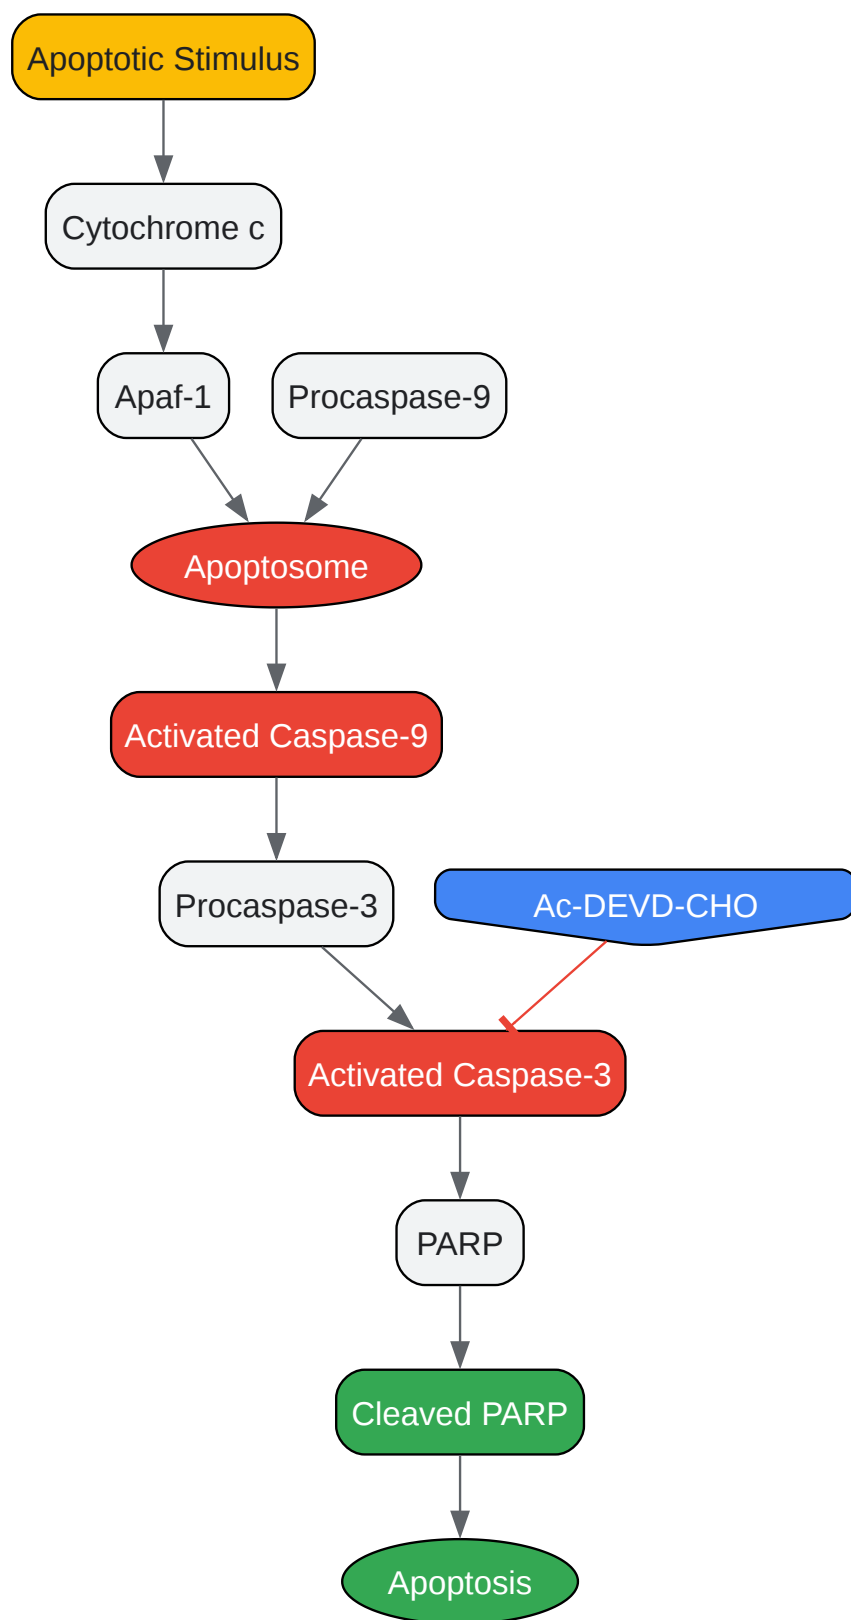 Apoptotic Stimulus
Cytochrome c
Apaf-1
Procaspase-9
Apoptosome
Activated Caspase-9
Procaspase-3
Ac-DEVD-CHO
Activated Caspase-3
PARP
Cleaved PARP
Apoptosis